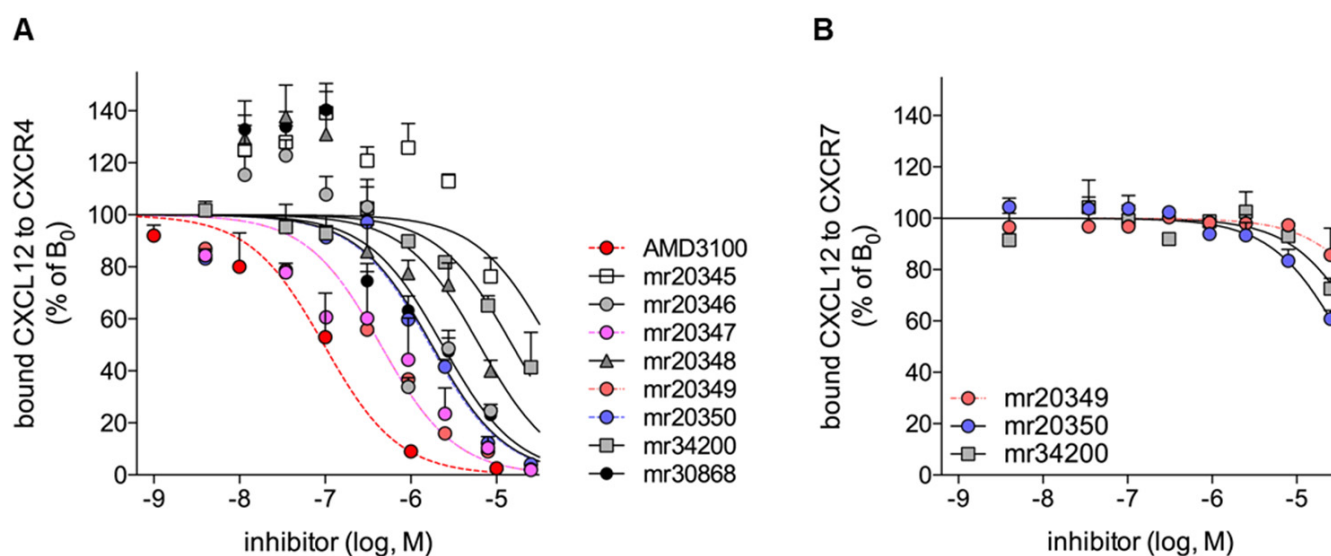 A
bound CXCL12 to CXCR4
(% of B₀)
140
120
100
80
60
40
20
0
-9
-8
-7
-6
-5
inhibitor (log, M)
AMD3100
mr20345
mr20346
mr20347
mr20348
mr20349
mr20350
mr34200
mr30868
B
bound CXCL12 to CXCR7
(% of B₀)
140
120
100
80
60
40
20
0
mr20349
mr20350
mr34200
-9
-8
-7
-6
-5
inhibitor (log, M)